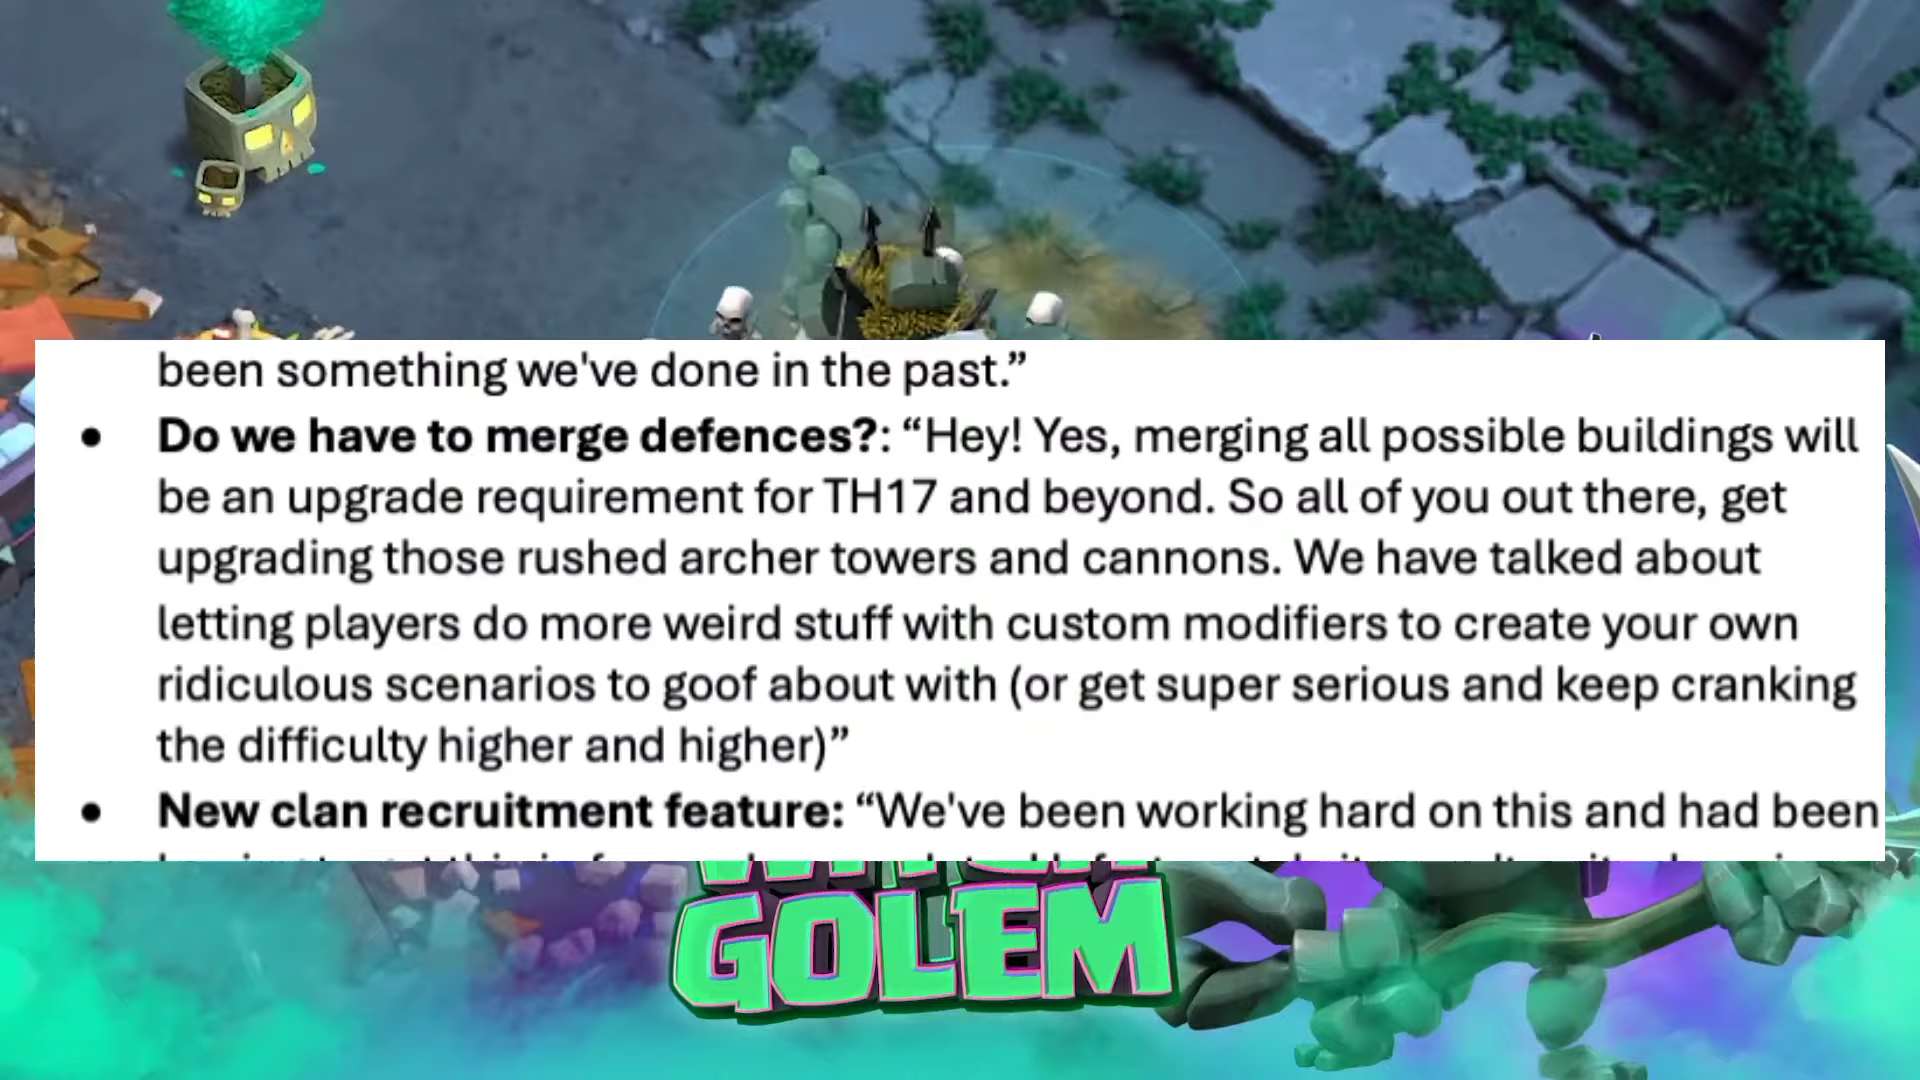 been something we've done in the past.”
• Do we have to merge defences?: “Hey! Yes, merging all possible buildings will
be an upgrade requirement for TH17 and beyond. So all of you out there, get
upgrading those rushed archer towers and cannons. We have talked about
letting players do more weird stuff with custom modifiers to create your own
ridiculous scenarios to goof about with (or get super serious and keep cranking
the difficulty higher and higher)”
• New clan recruitment feature: “We've been working hard on this and had been
WITCH
GOLEM